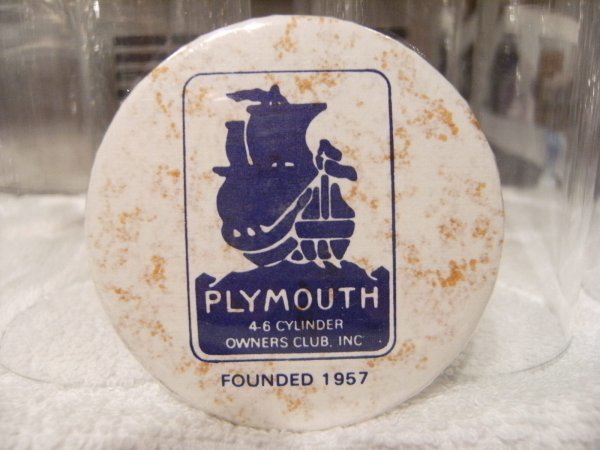 PLYMOUTH
4-6 CYLINDER
OWNERS CLUB, INC
FOUNDED 1957